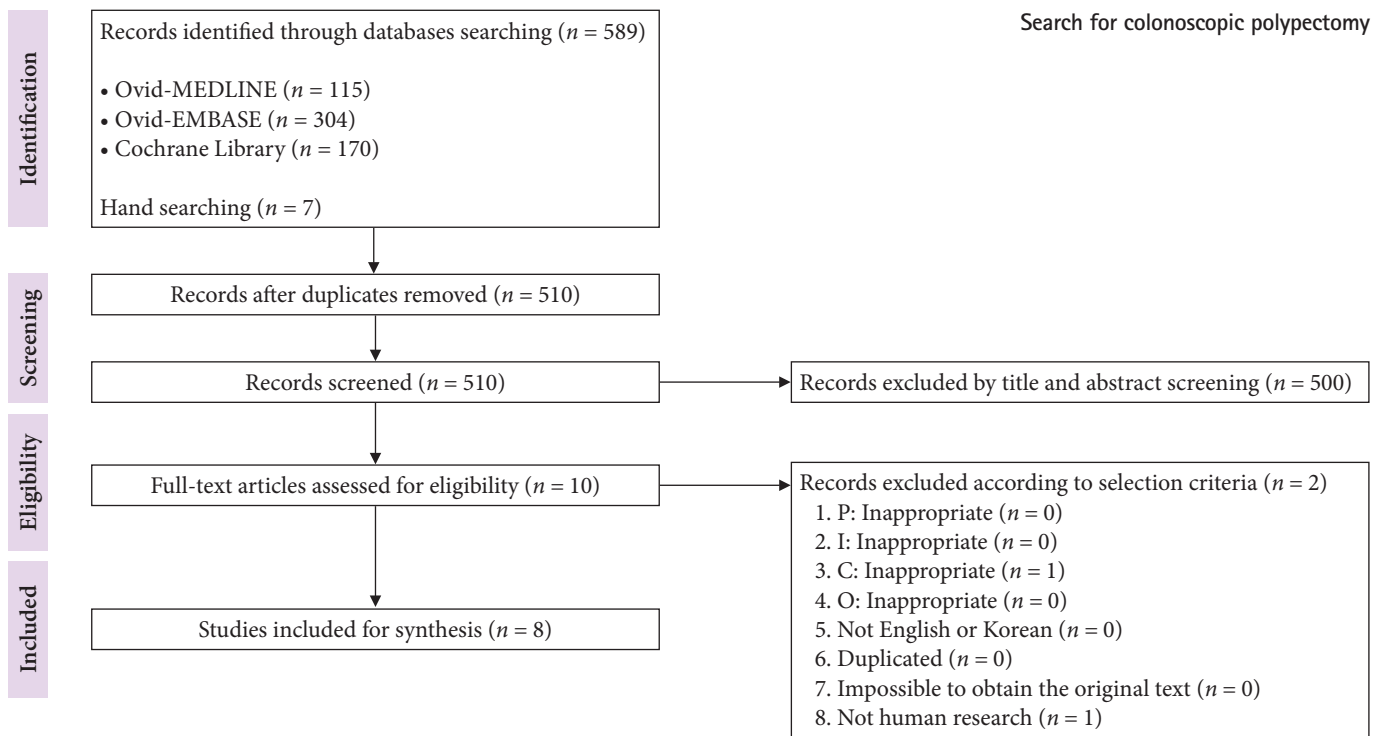 Search for colonoscopic polypectomy
Identification
Records identified through databases searching (n = 589)
• Ovid-MEDLINE (n = 115)
• Ovid-EMBASE (n = 304)
• Cochrane Library (n = 170)
Hand searching (n = 7)
Screening
Records after duplicates removed (n = 510)
Records screened (n = 510)
Records excluded by title and abstract screening (n = 500)
Eligibility
Full-text articles assessed for eligibility (n = 10)
Records excluded according to selection criteria (n = 2)
1. P: Inappropriate (n = 0)
2. I: Inappropriate (n = 0)
3. C: Inappropriate (n = 1)
4. O: Inappropriate (n = 0)
5. Not English or Korean (n = 0)
6. Duplicated (n = 0)
7. Impossible to obtain the original text (n = 0)
8. Not human research (n = 1)
Included
Studies included for synthesis (n = 8)